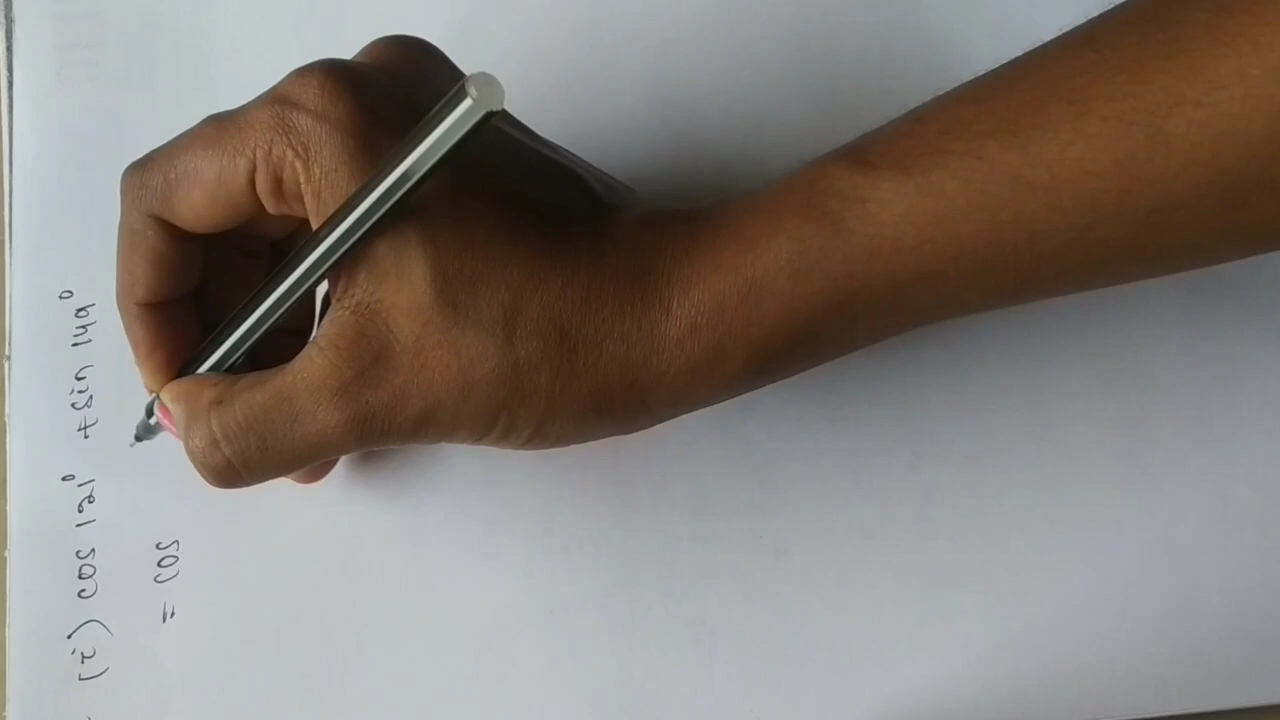 (i) cos 121° + sin 149°
= cos